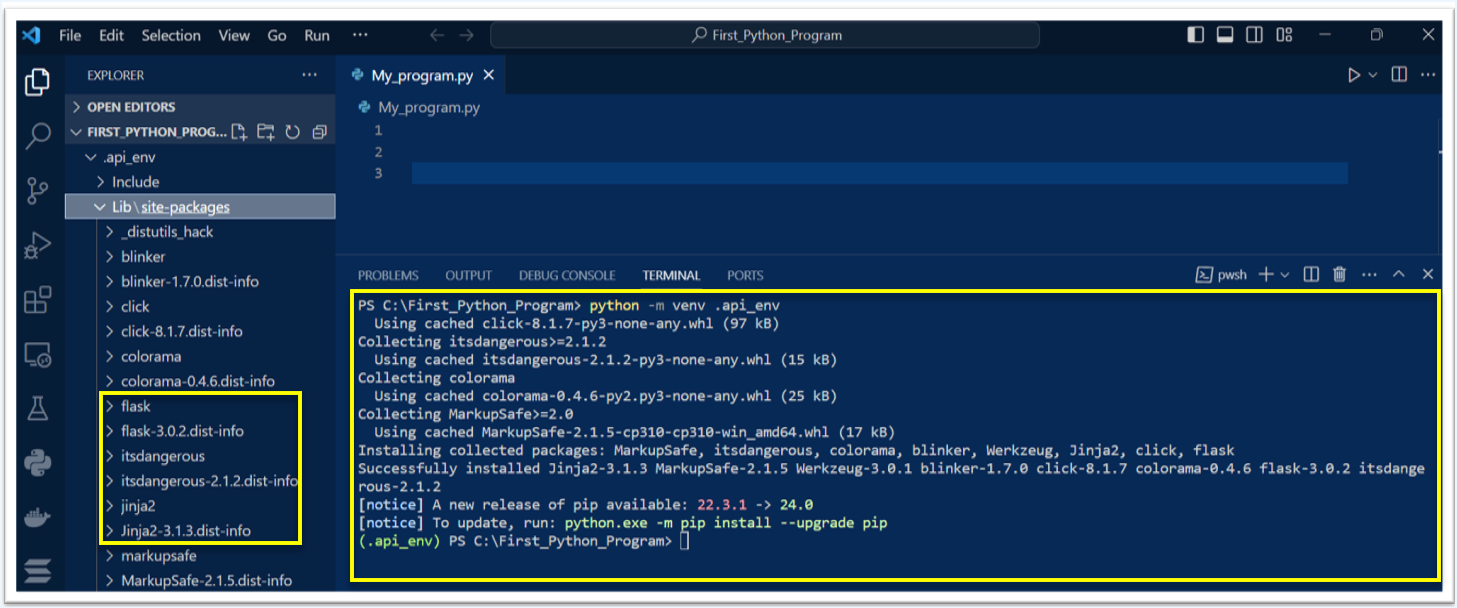 File Edit Selection View Go Run ··· First_Python_Program
EXPLORER ···
OPEN EDITORS
FIRST_PYTHON_PROG...
.api_env
Include
Lib\site-packages
_distutils_hack
blinker
blinker-1.7.0.dist-info
click
click-8.1.7.dist-info
colorama
colorama-0.4.6.dist-info
flask
flask-3.0.2.dist-info
itsdangerous
itsdangerous-2.1.2.dist-info
jinja2
Jinja2-3.1.3.dist-info
markupsafe
MarkupSafe-2.1.5.dist-info
My_program.py
My_program.py
1
2
3
PROBLEMS OUTPUT DEBUG CONSOLE TERMINAL PORTS pwsh
PS C:\First_Python_Program> python -m venv .api_env
Using cached click-8.1.7-py3-none-any.whl (97 kB)
Collecting itsdangerous>=2.1.2
Using cached itsdangerous-2.1.2-py3-none-any.whl (15 kB)
Collecting colorama
Using cached colorama-0.4.6-py2.py3-none-any.whl (25 kB)
Collecting MarkupSafe>=2.0
Using cached MarkupSafe-2.1.5-cp310-cp310-win_amd64.whl (17 kB)
Installing collected packages: MarkupSafe, itsdangerous, colorama, blinker, Werkzeug, Jinja2, click, flask
Successfully installed Jinja2-3.1.3 MarkupSafe-2.1.5 Werkzeug-3.0.1 blinker-1.7.0 click-8.1.7 colorama-0.4.6 flask-3.0.2 itsdange
rous-2.1.2
[notice] A new release of pip available: 22.3.1 -> 24.0
[notice] To update, run: python.exe -m pip install --upgrade pip
(.api_env) PS C:\First_Python_Program>